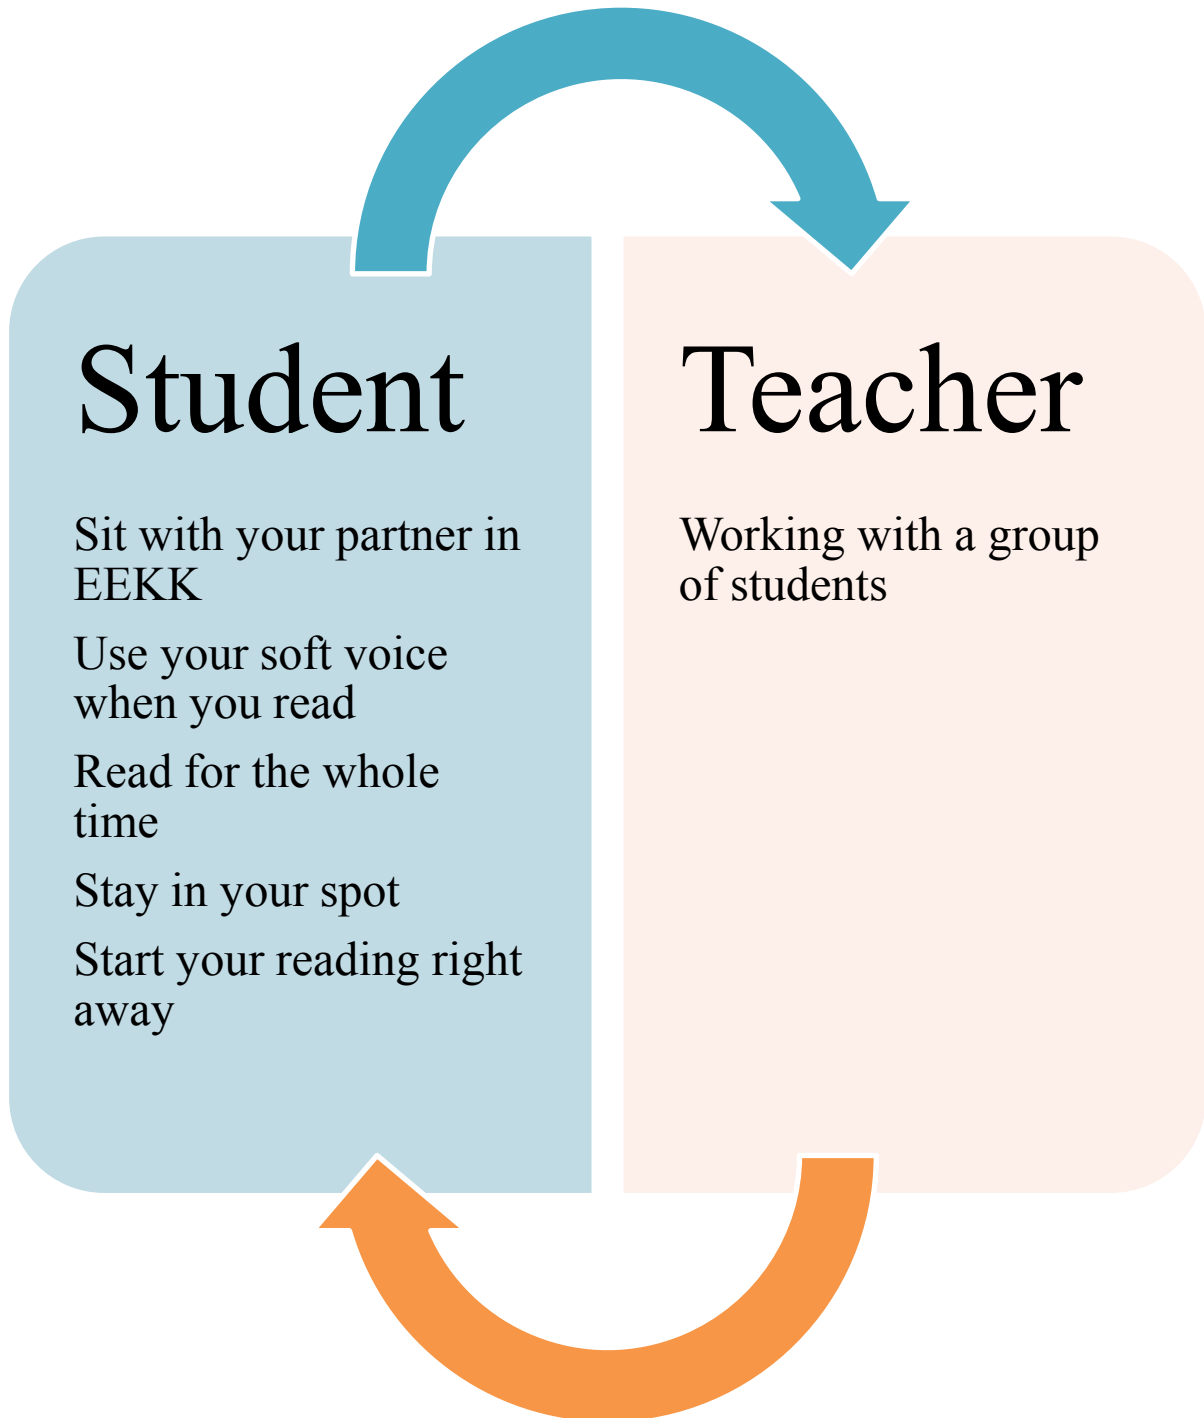 Student
Sit with your partner in
EEKK
Use your soft voice
when you read
Read for the whole
time
Stay in your spot
Start your reading right
away
Teacher
Working with a group
of students